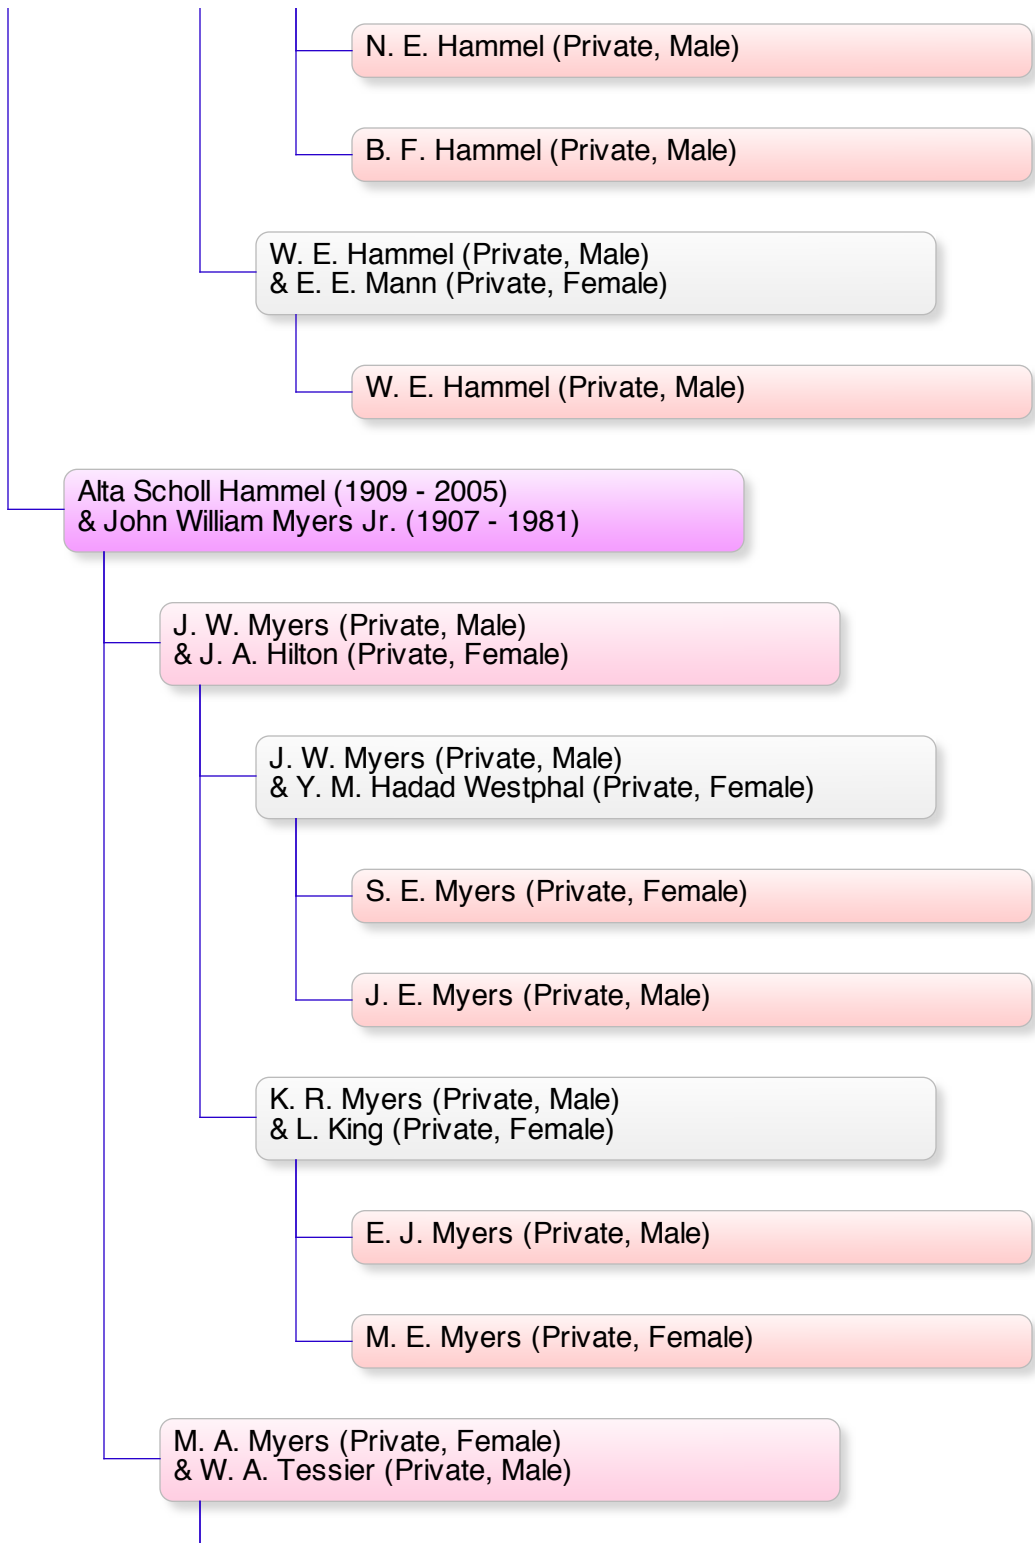 N. E. Hammel (Private, Male)
B. F. Hammel (Private, Male)
W. E. Hammel (Private, Male)
& E. E. Mann (Private, Female)
W. E. Hammel (Private, Male)
Alta Scholl Hammel (1909 - 2005)
& John William Myers Jr. (1907 - 1981)
J. W. Myers (Private, Male)
& J. A. Hilton (Private, Female)
J. W. Myers (Private, Male)
& Y. M. Hadad Westphal (Private, Female)
S. E. Myers (Private, Female)
J. E. Myers (Private, Male)
K. R. Myers (Private, Male)
& L. King (Private, Female)
E. J. Myers (Private, Male)
M. E. Myers (Private, Female)
M. A. Myers (Private, Female)
& W. A. Tessier (Private, Male)